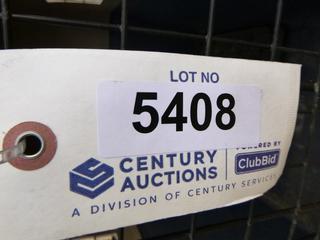 LOT NO
5408
CENTURY
AUCTIONS
POWERED BY
ClubBid
A DIVISION OF CENTURY SERVICES